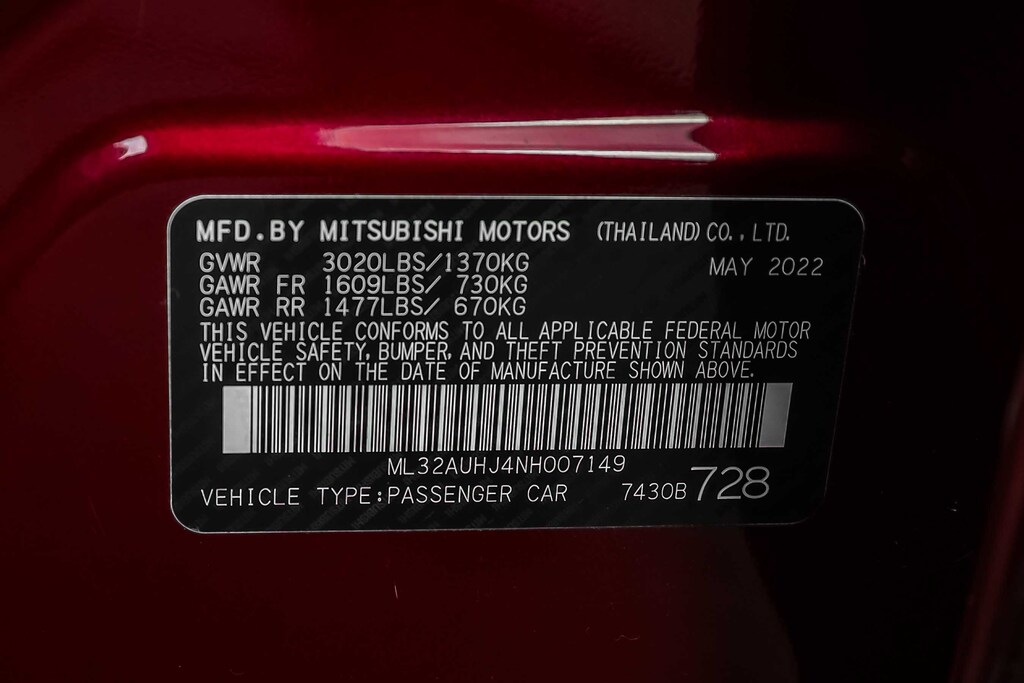 MFD.BY MITSUBISHI MOTORS (THAILAND) CO., LTD.
GVWR 3020LBS/1370KG MAY 2022
GAWR FR 1609LBS/ 730KG
GAWR RR 1477LBS/ 670KG
THIS VEHICLE CONFORMS TO ALL APPLICABLE FEDERAL MOTOR
VEHICLE SAFETY, BUMPER, AND THEFT PREVENTION STANDARDS
IN EFFECT ON THE DATE OF MANUFACTURE SHOWN ABOVE.
ML32AUHJ4NH007149
VEHICLE TYPE:PASSENGER CAR 7430B 728